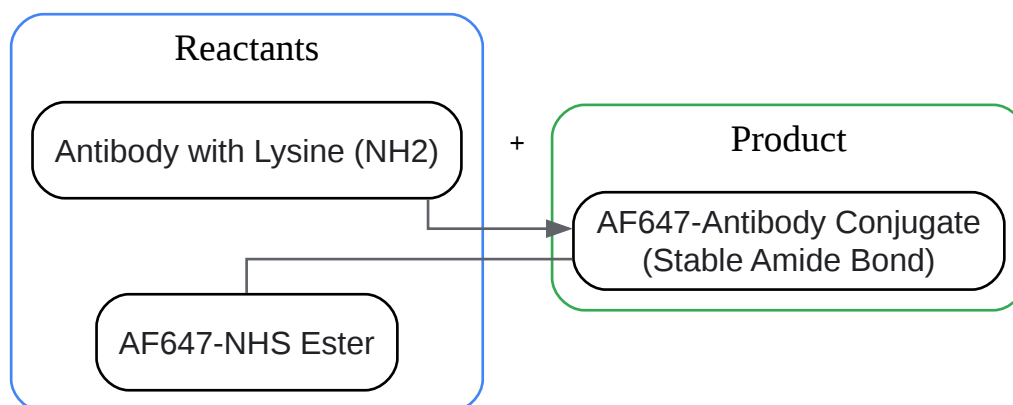 Reactants
Antibody with Lysine (NH2)
AF647-NHS Ester
+
Product
AF647-Antibody Conjugate
(Stable Amide Bond)